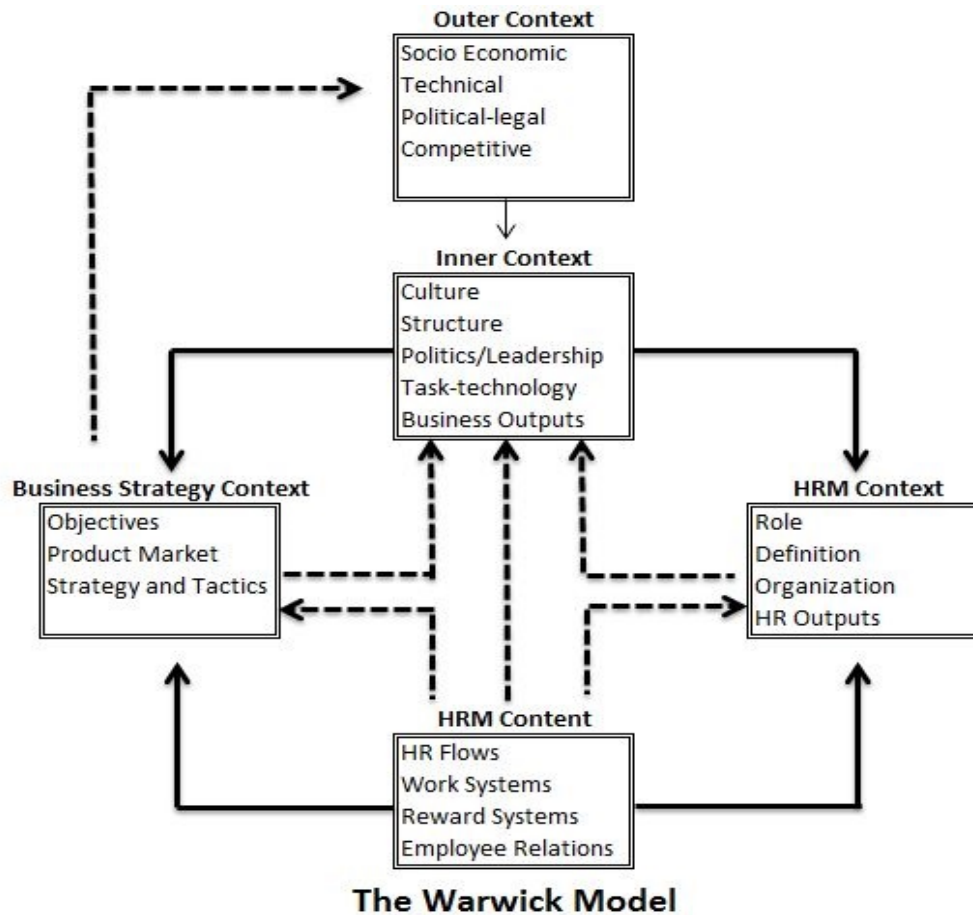 Outer Context
Socio Economic
Technical
Political-legal
Competitive
Inner Context
Culture
Structure
Politics/Leadership
Task-technology
Business Outputs
Business Strategy Context
Objectives
Product Market
Strategy and Tactics
HRM Context
Role
Definition
Organization
HR Outputs
HRM Content
HR Flows
Work Systems
Reward Systems
Employee Relations
The Warwick Model